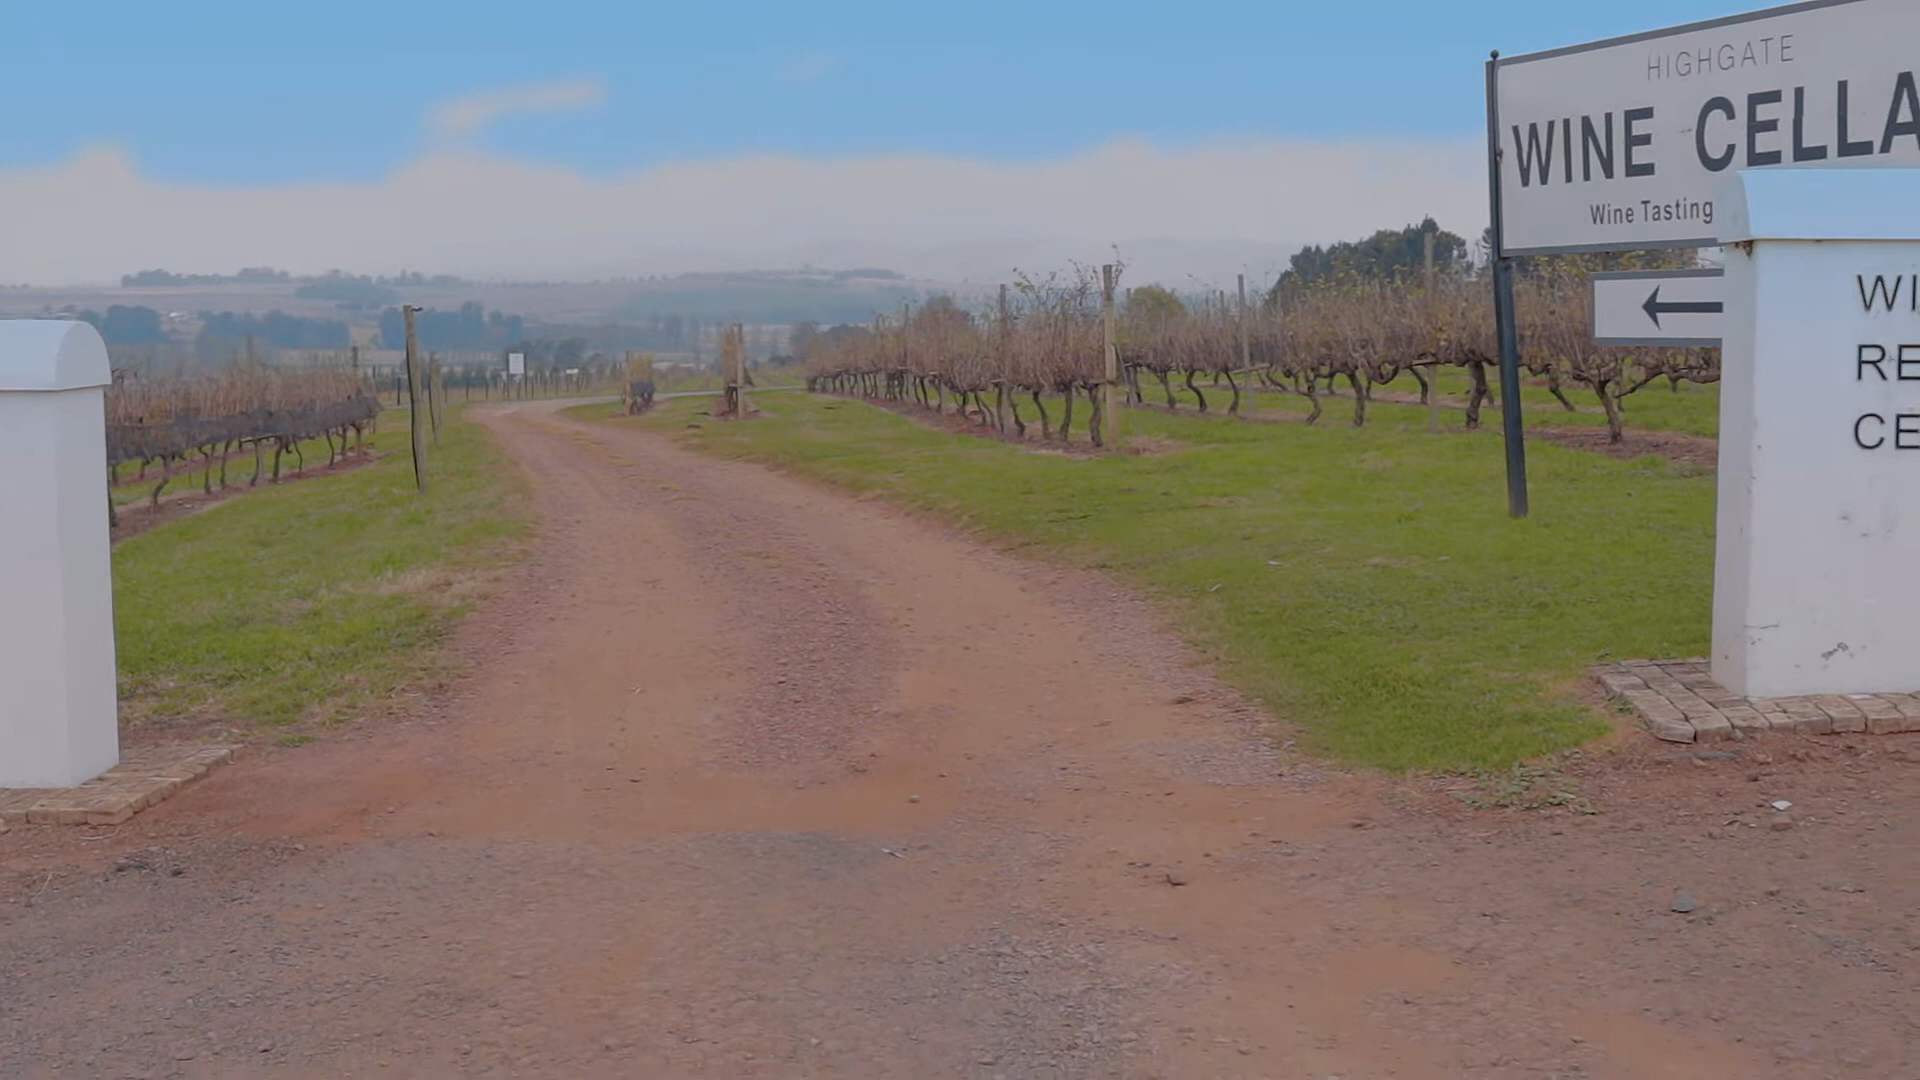 HIGHGATE
WINE CELLA
Wine Tasting
WI
RE
CE